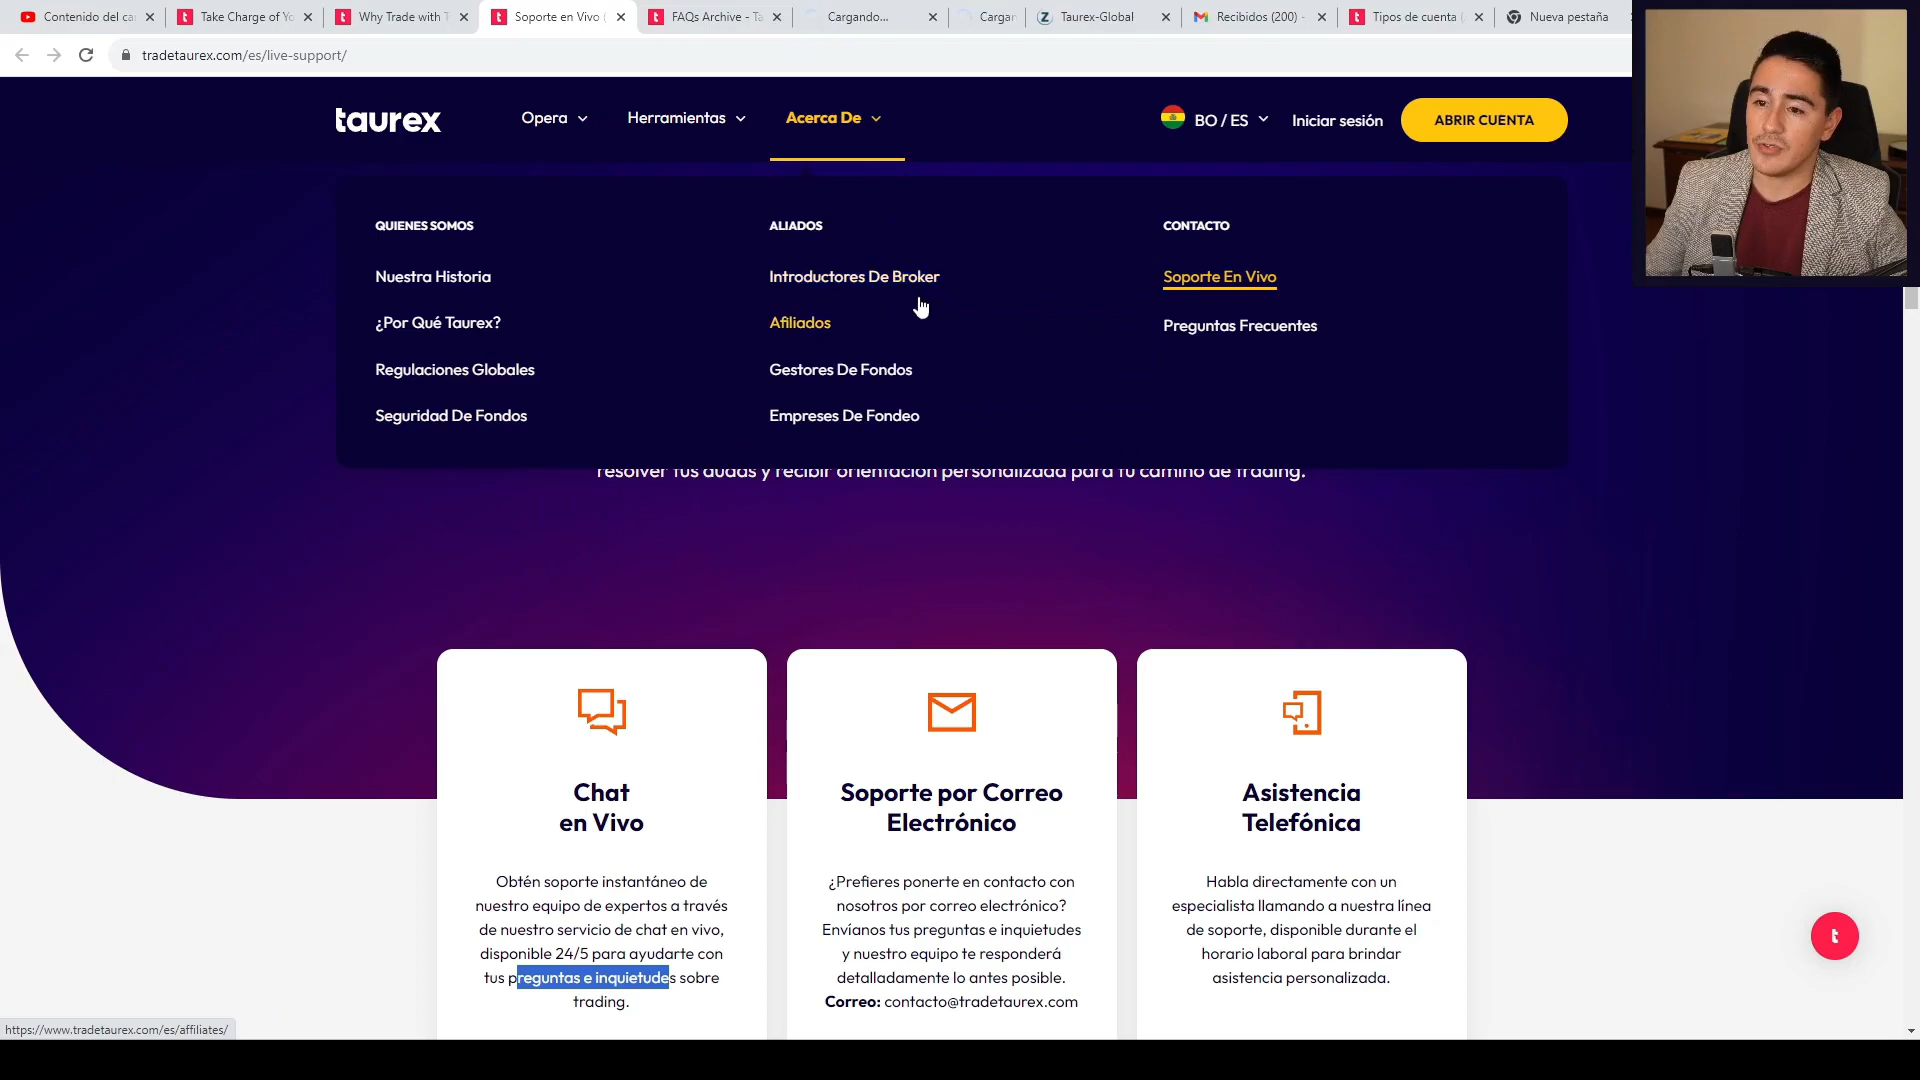 Contenido del ca
Take Charge of Yo
Why Trade with T
Soporte en Vivo (
FAQs Archive - Ta
Cargando...
Cargan
Taurex-Global
Recibidos (200) -
Tipos de cuenta (
Nueva pestaña
tradetaurex.com/es/live-support/
taurex
Opera
Herramientas
Acerca De
BO / ES
Iniciar sesión
ABRIR CUENTA
QUIENES SOMOS
Nuestra Historia
¿Por Qué Taurex?
Regulaciones Globales
Seguridad De Fondos
ALIADOS
Introductores De Broker
Afiliados
Gestores De Fondos
Empreses De Fondeo
CONTACTO
Soporte En Vivo
Preguntas Frecuentes
resolver tus dudas y recibir orientación personalizada para tu camino de trading.
Chat
en Vivo
Obtén soporte instantáneo de
nuestro equipo de expertos a través
de nuestro servicio de chat en vivo,
disponible 24/5 para ayudarte con
tus preguntas e inquietudes sobre
trading.
Soporte por Correo
Electrónico
¿Prefieres ponerte en contacto con
nosotros por correo electrónico?
Envíanos tus preguntas e inquietudes
y nuestro equipo te responderá
detalladamente lo antes posible.
Correo: contacto@tradetaurex.com
Asistencia
Telefónica
Habla directamente con un
especialista llamando a nuestra línea
de soporte, disponible durante el
horario laboral para brindar
asistencia personalizada.
t
https://www.tradetaurex.com/es/affiliates/